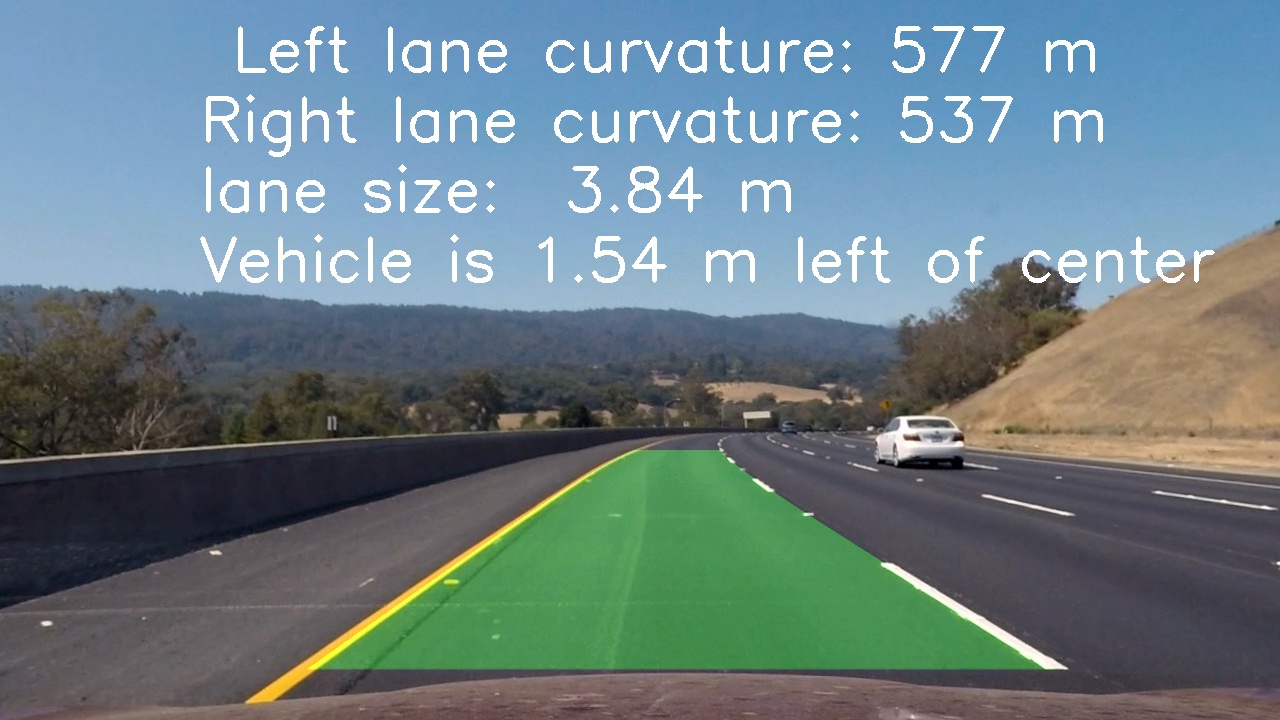 Left lane curvature: 577 m
Right lane curvature: 537 m
lane size: 3.84 m
Vehicle is 1.54 m left of center